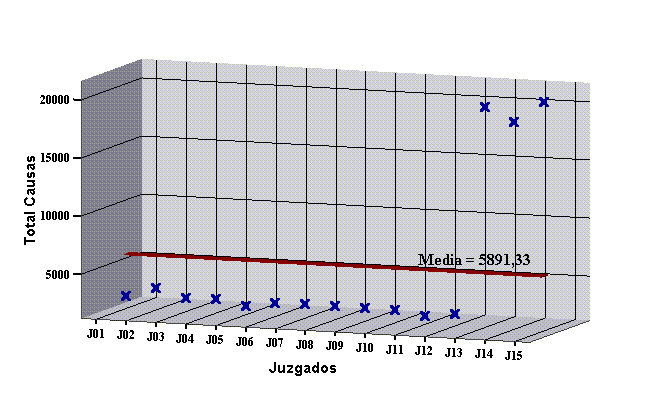 20000
15000
10000
5000
Total Causas
Media = 5891,33
J01 J02 J03 J04 J05 J06 J07 J08 J09 J10 J11 J12 J13 J14 J15
Juzgados